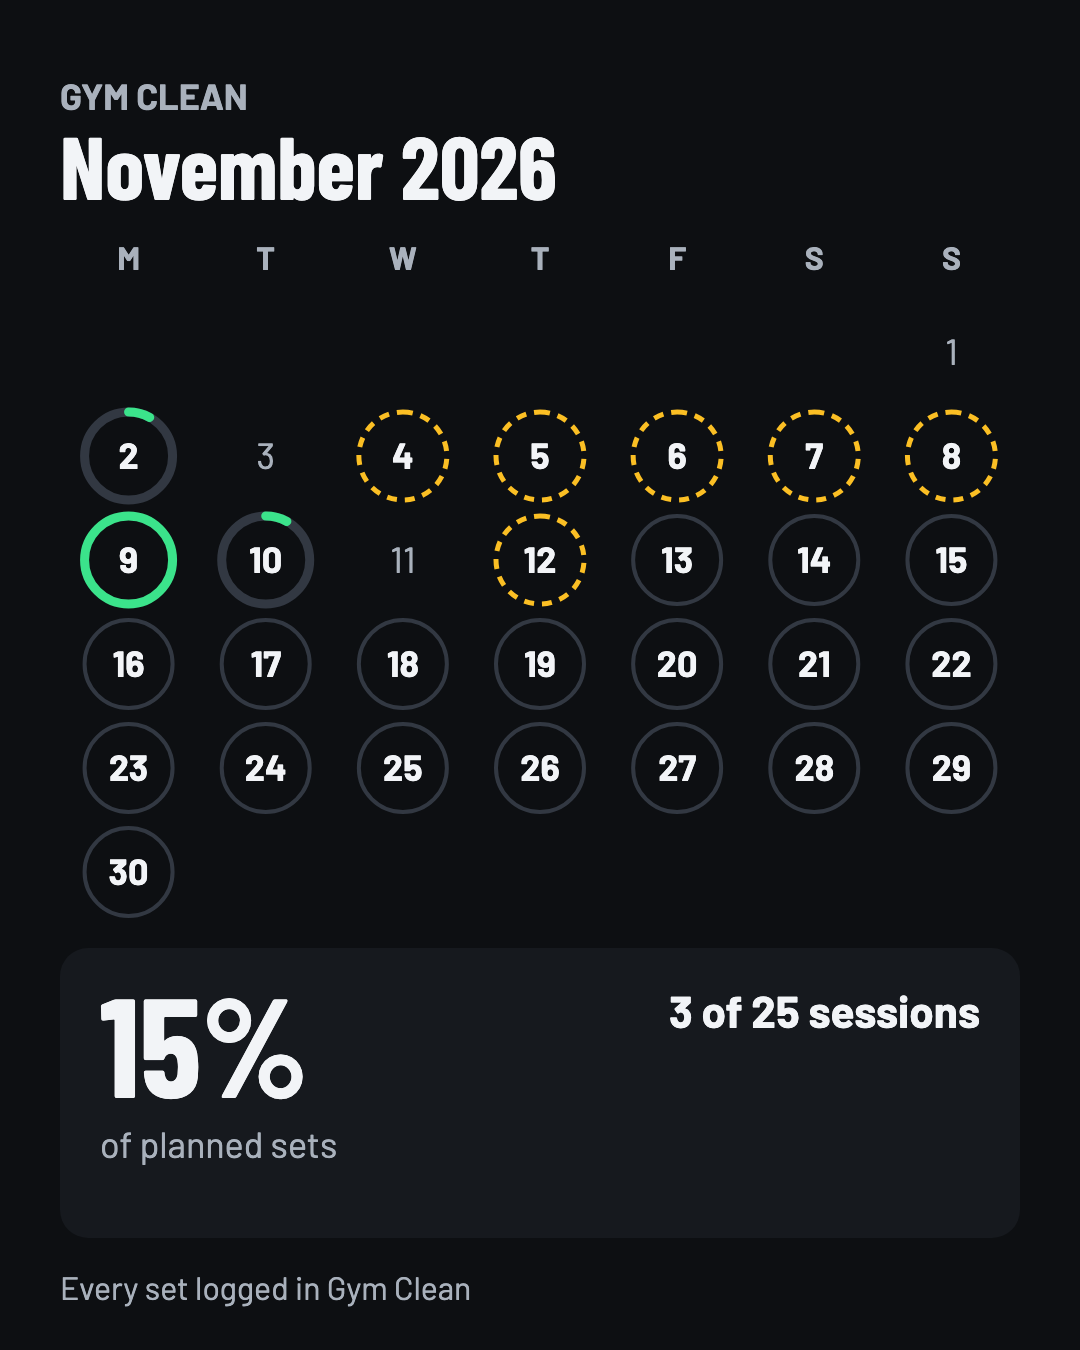 GYM CLEAN
November 2026
M T W T F S S
1
2 3 4 5 6 7 8
9 10 11 12 13 14 15
16 17 18 19 20 21 22
23 24 25 26 27 28 29
30
15%
3 of 25 sessions
of planned sets
Every set logged in Gym Clean